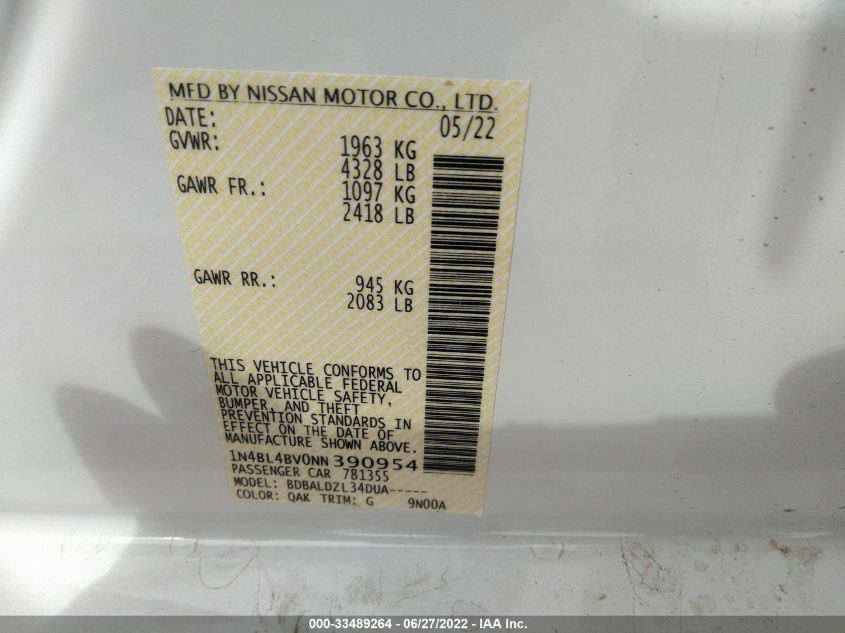 MFD BY NISSAN MOTOR CO., LTD.
DATE: 05/22
GVWR: 1963 KG
4328 LB
GAWR FR.: 1097 KG
2418 LB
GAWR RR.: 945 KG
2083 LB
THIS VEHICLE CONFORMS TO
ALL APPLICABLE FEDERAL
MOTOR VEHICLE SAFETY,
BUMPER, AND THEFT
PREVENTION STANDARDS IN
EFFECT ON THE DATE OF
MANUFACTURE SHOWN ABOVE.
1N4BL4BV0NN390954
PASSENGER CAR 781355
MODEL: BDBALDZL34DUA-----
COLOR: QAK TRIM: G 9N00A
000-33489264 - 06/27/2022 - IAA Inc.